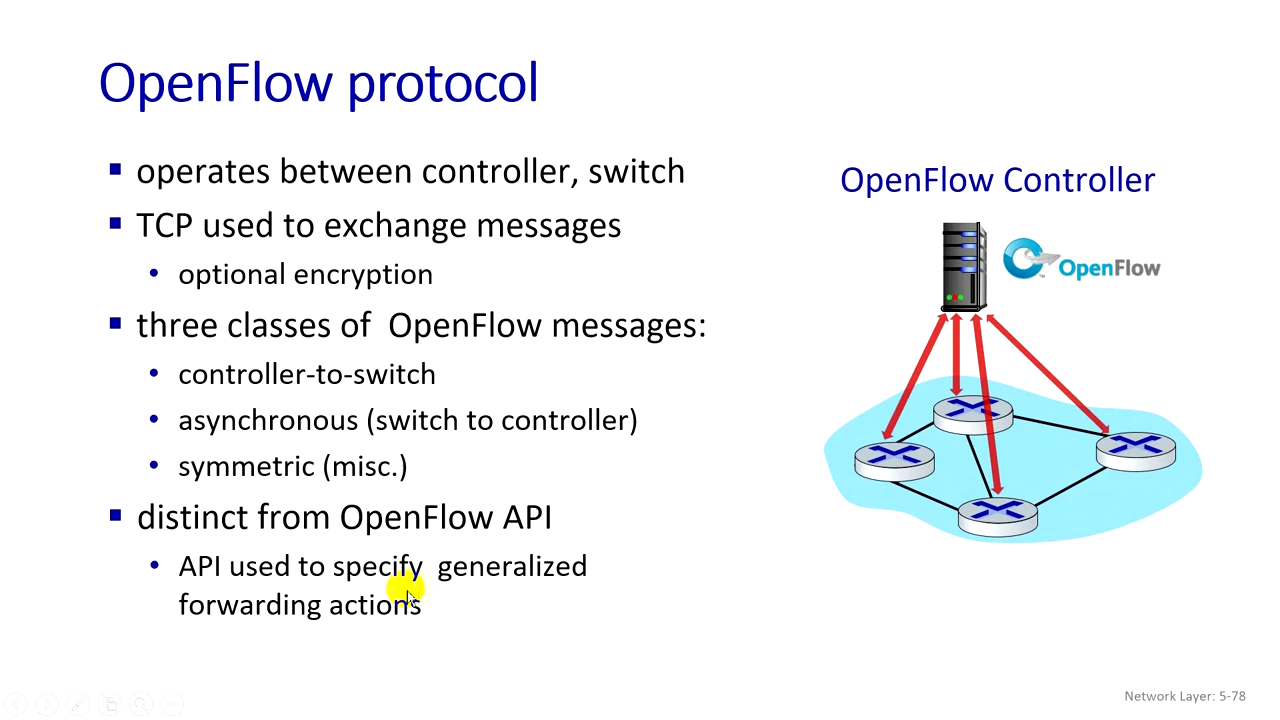 OpenFlow protocol
operates between controller, switch
TCP used to exchange messages
optional encryption
three classes of OpenFlow messages:
controller-to-switch
asynchronous (switch to controller)
symmetric (misc.)
distinct from OpenFlow API
API used to specify generalized
forwarding actions
OpenFlow Controller
OpenFlow
™
Network Layer: 5-78